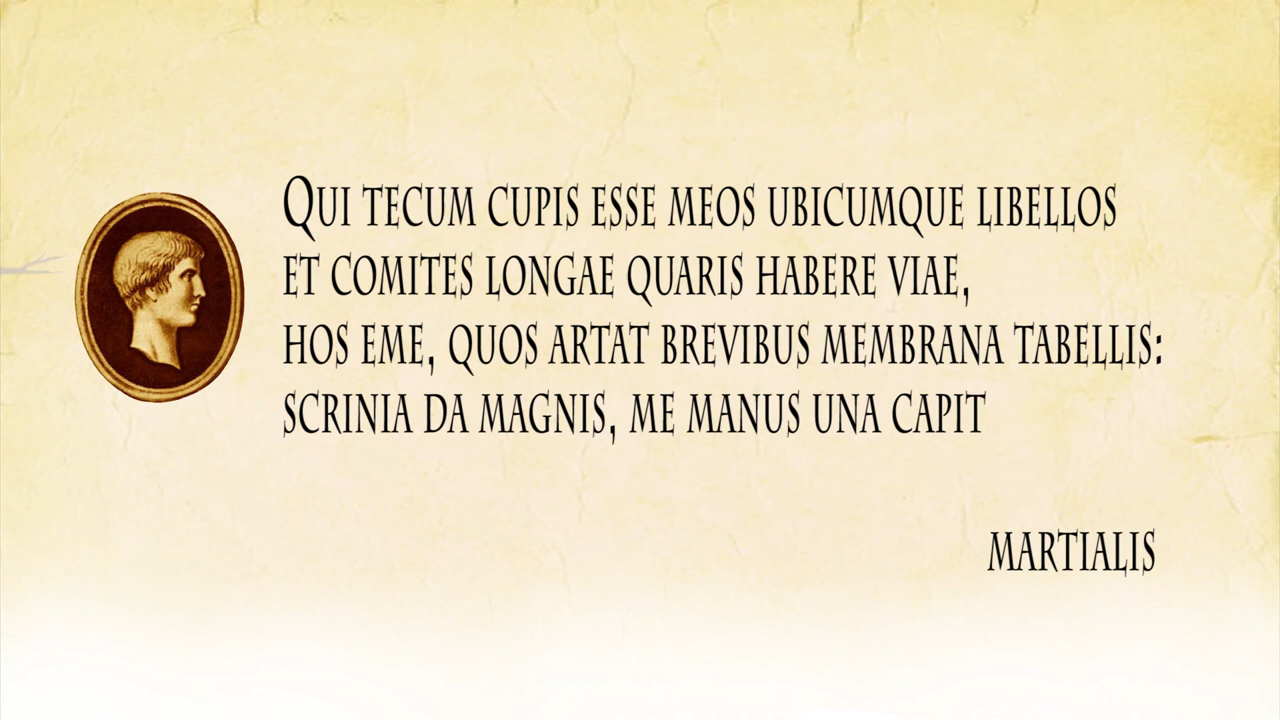 Qui tecum cupis esse meos ubicumque libellos
et comites longae quaris habere viae,
hos eme, quos artat brevibus membrana tabellis:
scrinia da magnis, me manus una capit
Martialis